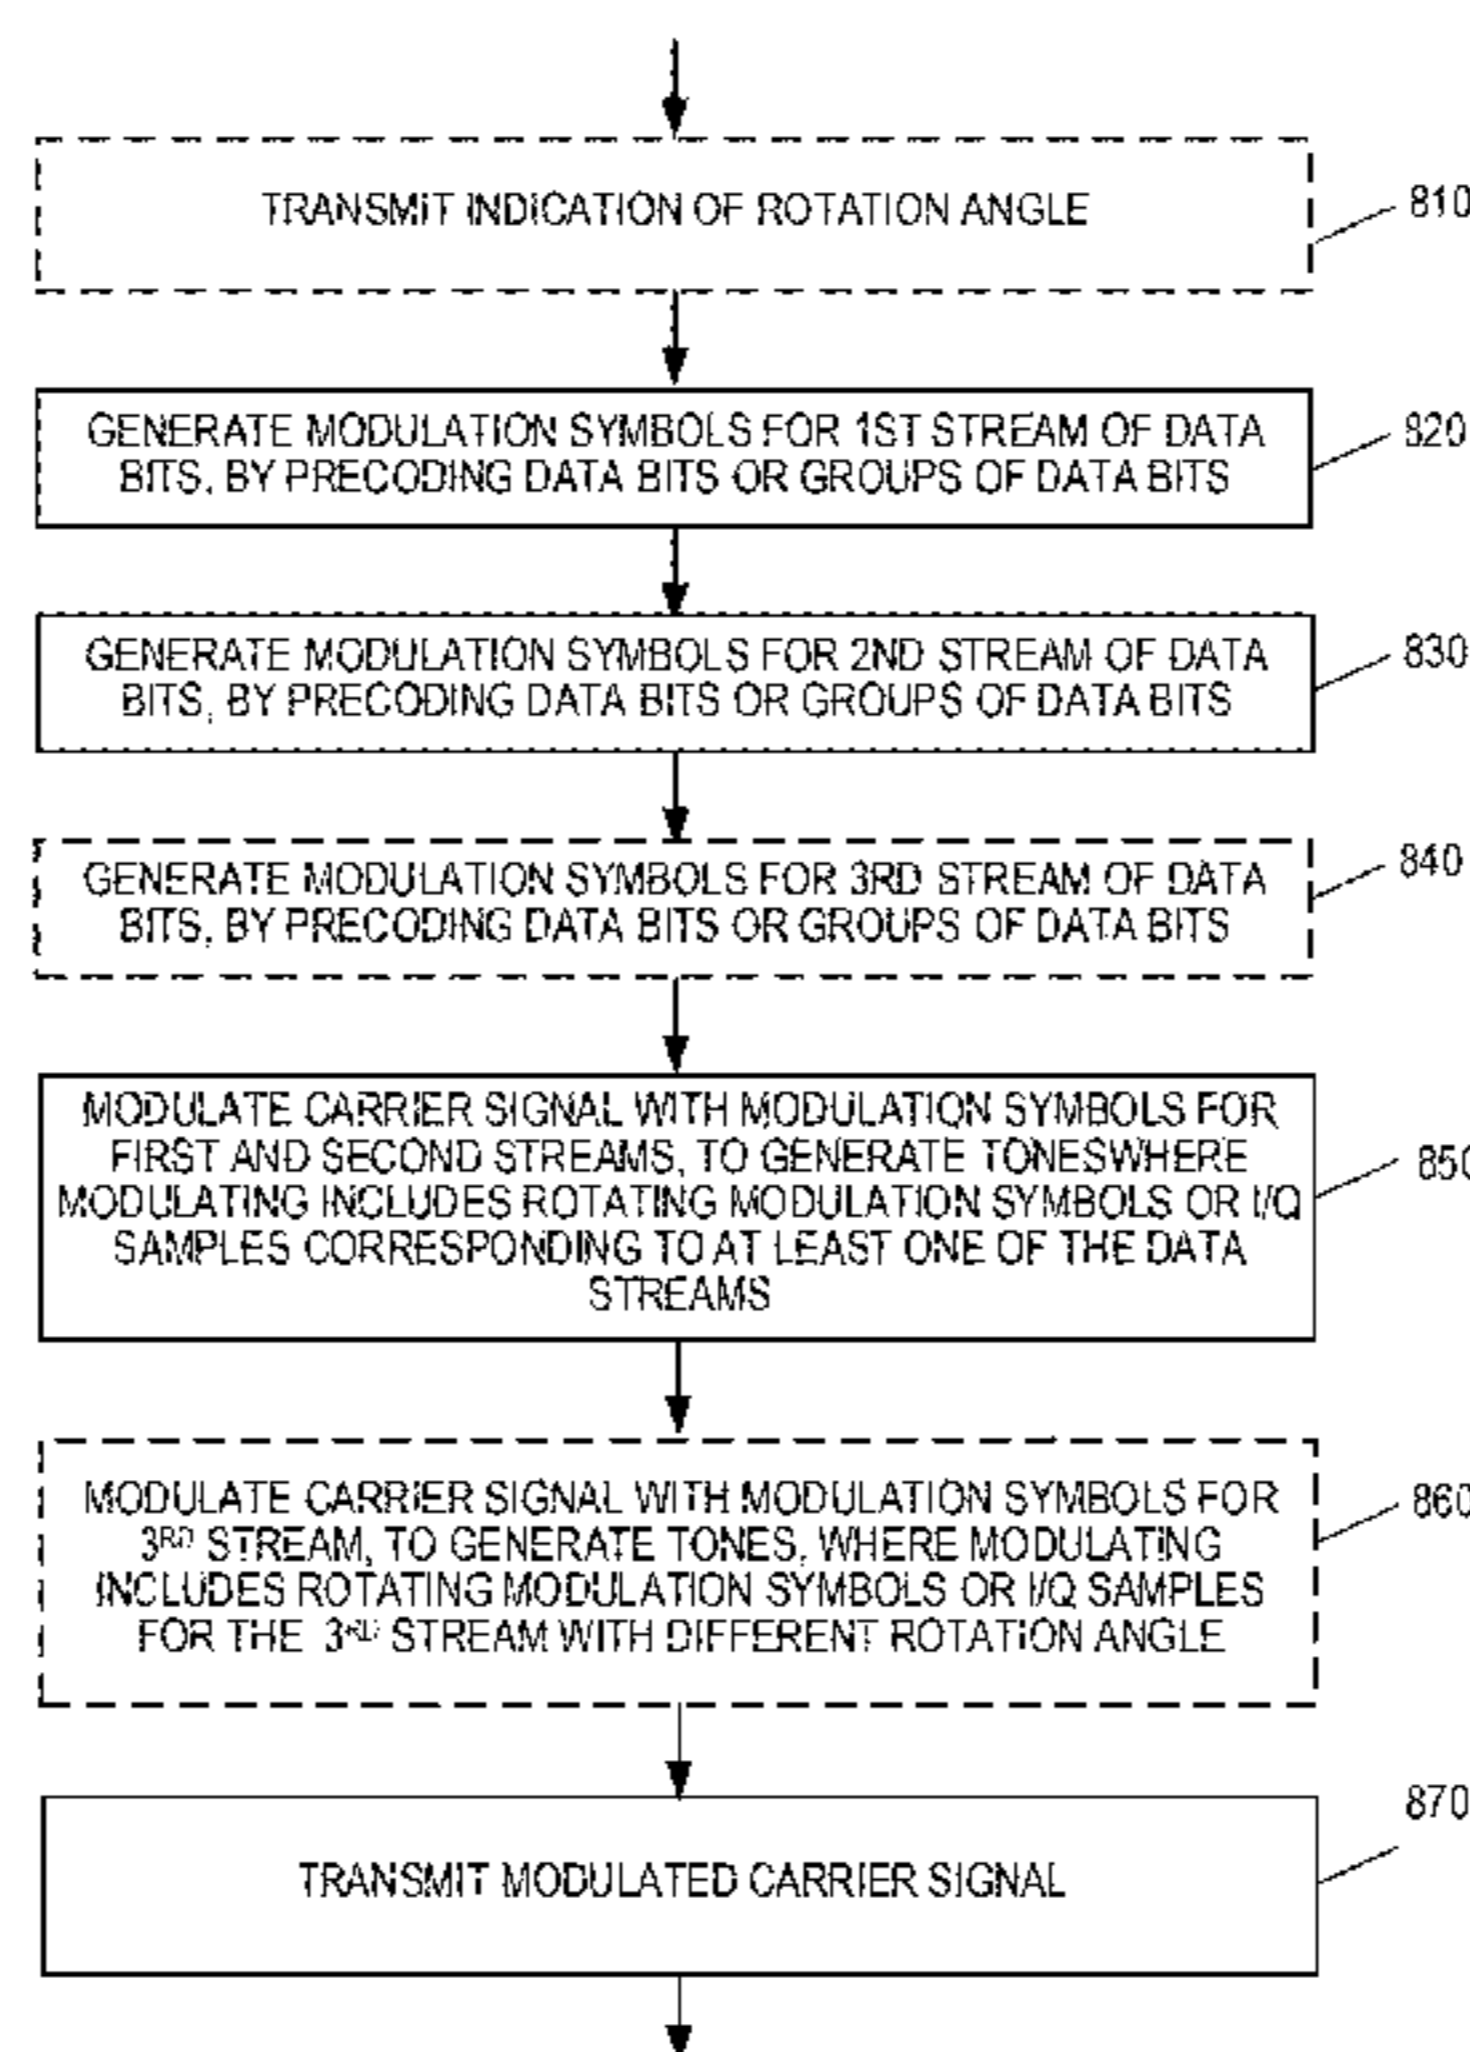 TRANSMIT INDICATION OF ROTATION ANGLE
810
GENERATE MODULATION SYMBOLS FOR 1ST STREAM OF DATA
BITS, BY PRECODING DATA BITS OR GROUPS OF DATA BITS
820
GENERATE MODULATION SYMBOLS FOR 2ND STREAM OF DATA
BITS, BY PRECODING DATA BITS OR GROUPS OF DATA BITS
830
GENERATE MODULATION SYMBOLS FOR 3RD STREAM OF DATA
BITS, BY PRECODING DATA BITS OR GROUPS OF DATA BITS
840
MODULATE CARRIER SIGNAL WITH MODULATION SYMBOLS FOR
FIRST AND SECOND STREAMS, TO GENERATE TONESWHERE
MODULATING INCLUDES ROTATING MODULATION SYMBOLS OR I/Q
SAMPLES CORRESPONDING TO AT LEAST ONE OF THE DATA
STREAMS
850
MODULATE CARRIER SIGNAL WITH MODULATION SYMBOLS FOR
3RD STREAM, TO GENERATE TONES, WHERE MODULATING
INCLUDES ROTATING MODULATION SYMBOLS OR I/Q SAMPLES
FOR THE 3RD STREAM WITH DIFFERENT ROTATION ANGLE
860
TRANSMIT MODULATED CARRIER SIGNAL
870